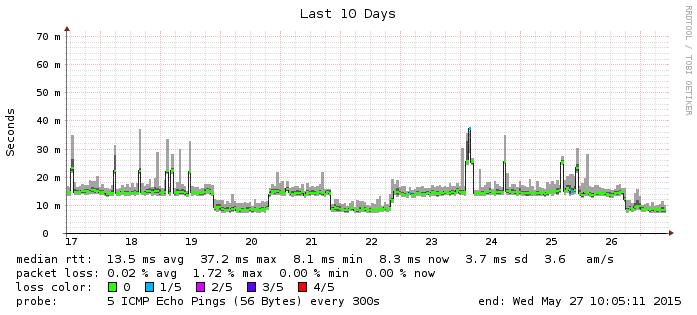 Last 10 Days
RRDTOOL / TOBI OETIKER
Seconds
70 m
60 m
50 m
40 m
30 m
20 m
10 m
0
17 18 19 20 21 22 23 24 25 26
median rtt: 13.5 ms avg 37.2 ms max 8.1 ms min 8.3 ms now 3.7 ms sd 3.6 am/s
packet loss: 0.02 % avg 1.72 % max 0.00 % min 0.00 % now
loss color: 0 1/5 2/5 3/5 4/5
probe: 5 ICMP Echo Pings (56 Bytes) every 300s end: Wed May 27 10:05:11 2015